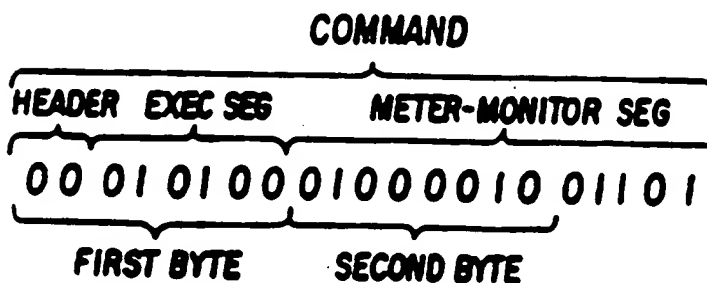 COMMAND
HEADER EXEC SEG METER-MONITOR SEG
00 01 01 00 01000010 01101
FIRST BYTE SECOND BYTE